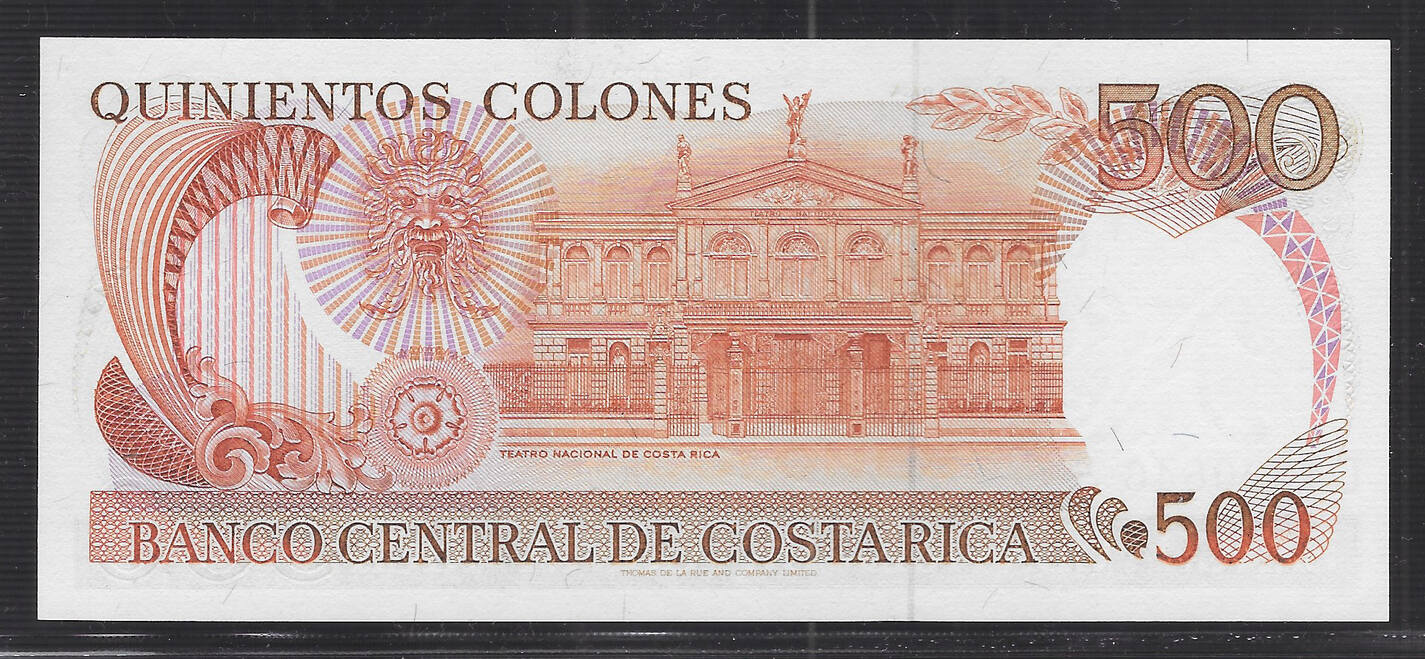 QUINIENTOS COLONES
500
TEATRO NACIONAL
TEATRO NACIONAL DE COSTA RICA
BANCO CENTRAL DE COSTA RICA
500
THOMAS DE LA RUE AND COMPANY LIMITED